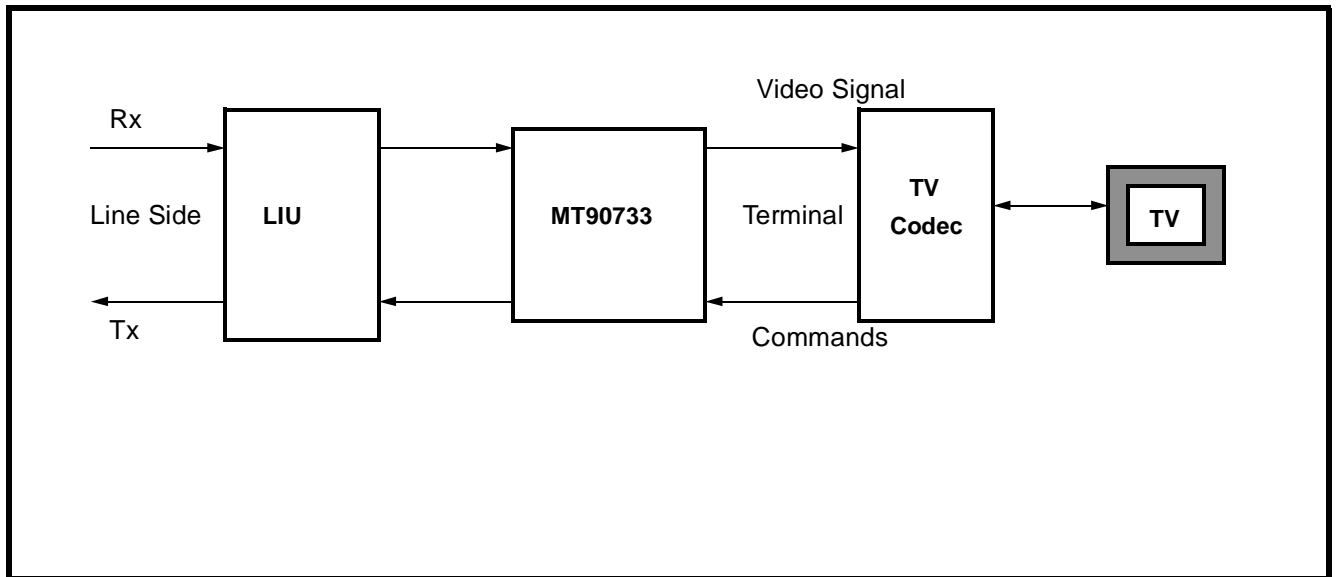 Video Signal
Rx
Line Side
LIU
MT90733
Terminal
TV
Codec
TV
Tx
Commands